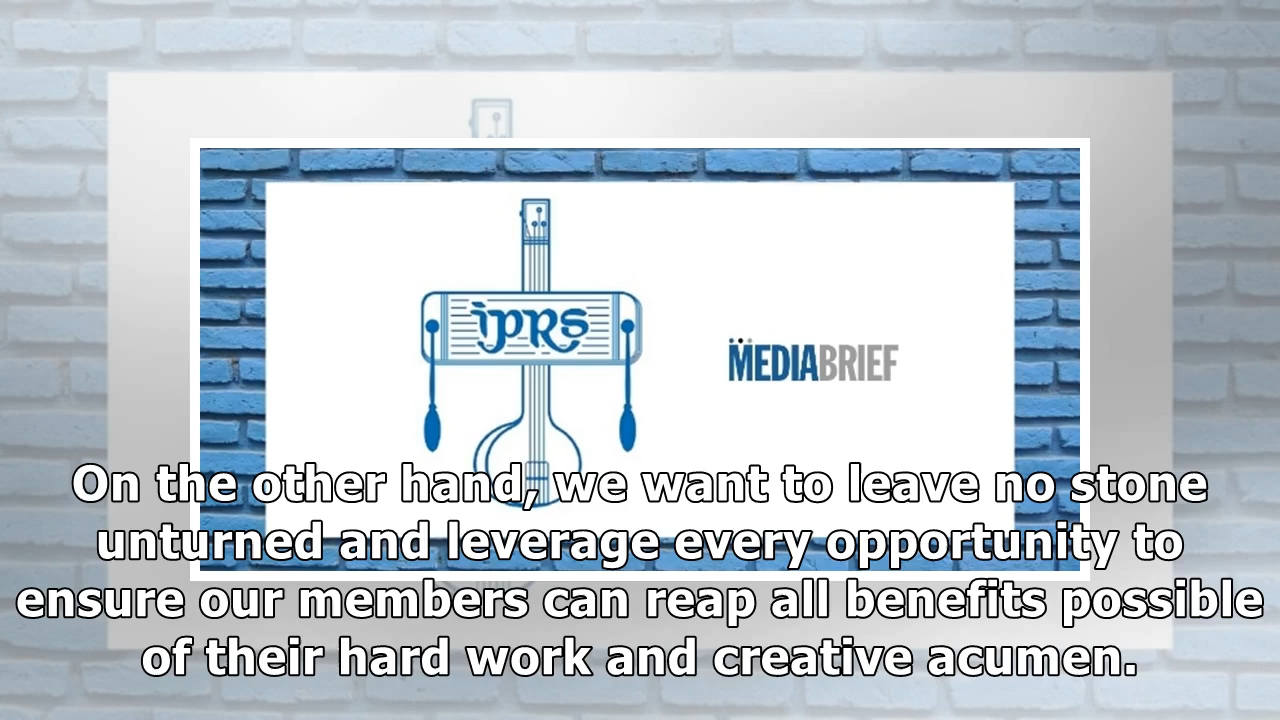 iPRS
MEDIABRIEF
On the other hand, we want to leave no stone
unturned and leverage every opportunity to
ensure our members can reap all benefits possible
of their hard work and creative acumen.